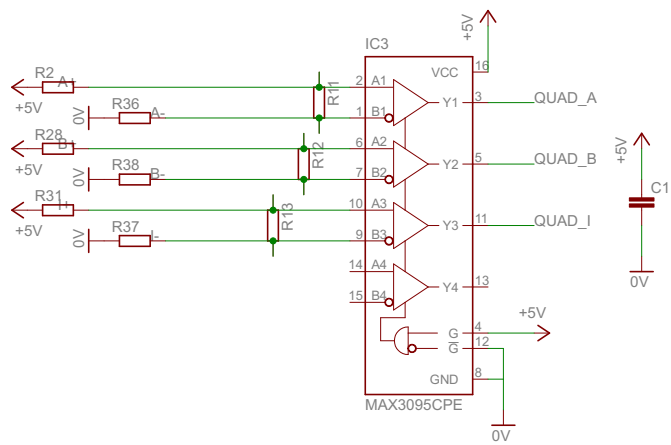 IC3
+5V
VCC
16
R2
A+
+5V
2
A1
R11
Y1
3
QUAD_A
0V
R36
A-
1
B1
R28
B+
+5V
6
A2
R12
Y2
5
QUAD_B
0V
R38
B-
7
B2
+5V
C1
0V
R31
I+
+5V
10
A3
R13
Y3
11
QUAD_I
0V
R37
I-
9
B3
14
A4
Y4
13
15
B4
+5V
G
4
G
12
GND
8
MAX3095CPE
0V